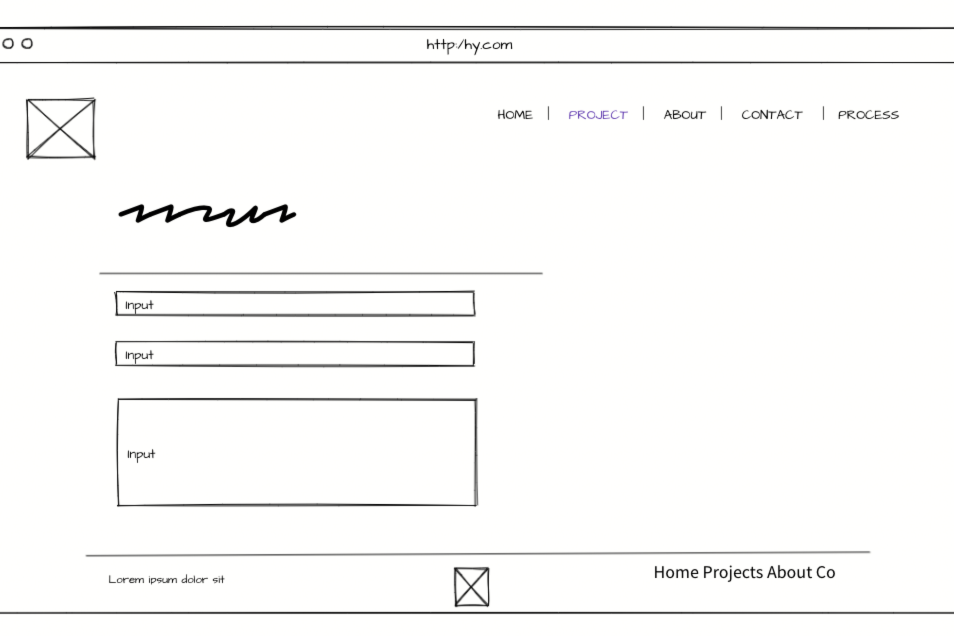 http:/hy.com
HOME | PROJECT | ABOUT | CONTACT | PROCESS
Input
Input
Input
Lorem ipsum dolor sit
Home Projects About Co